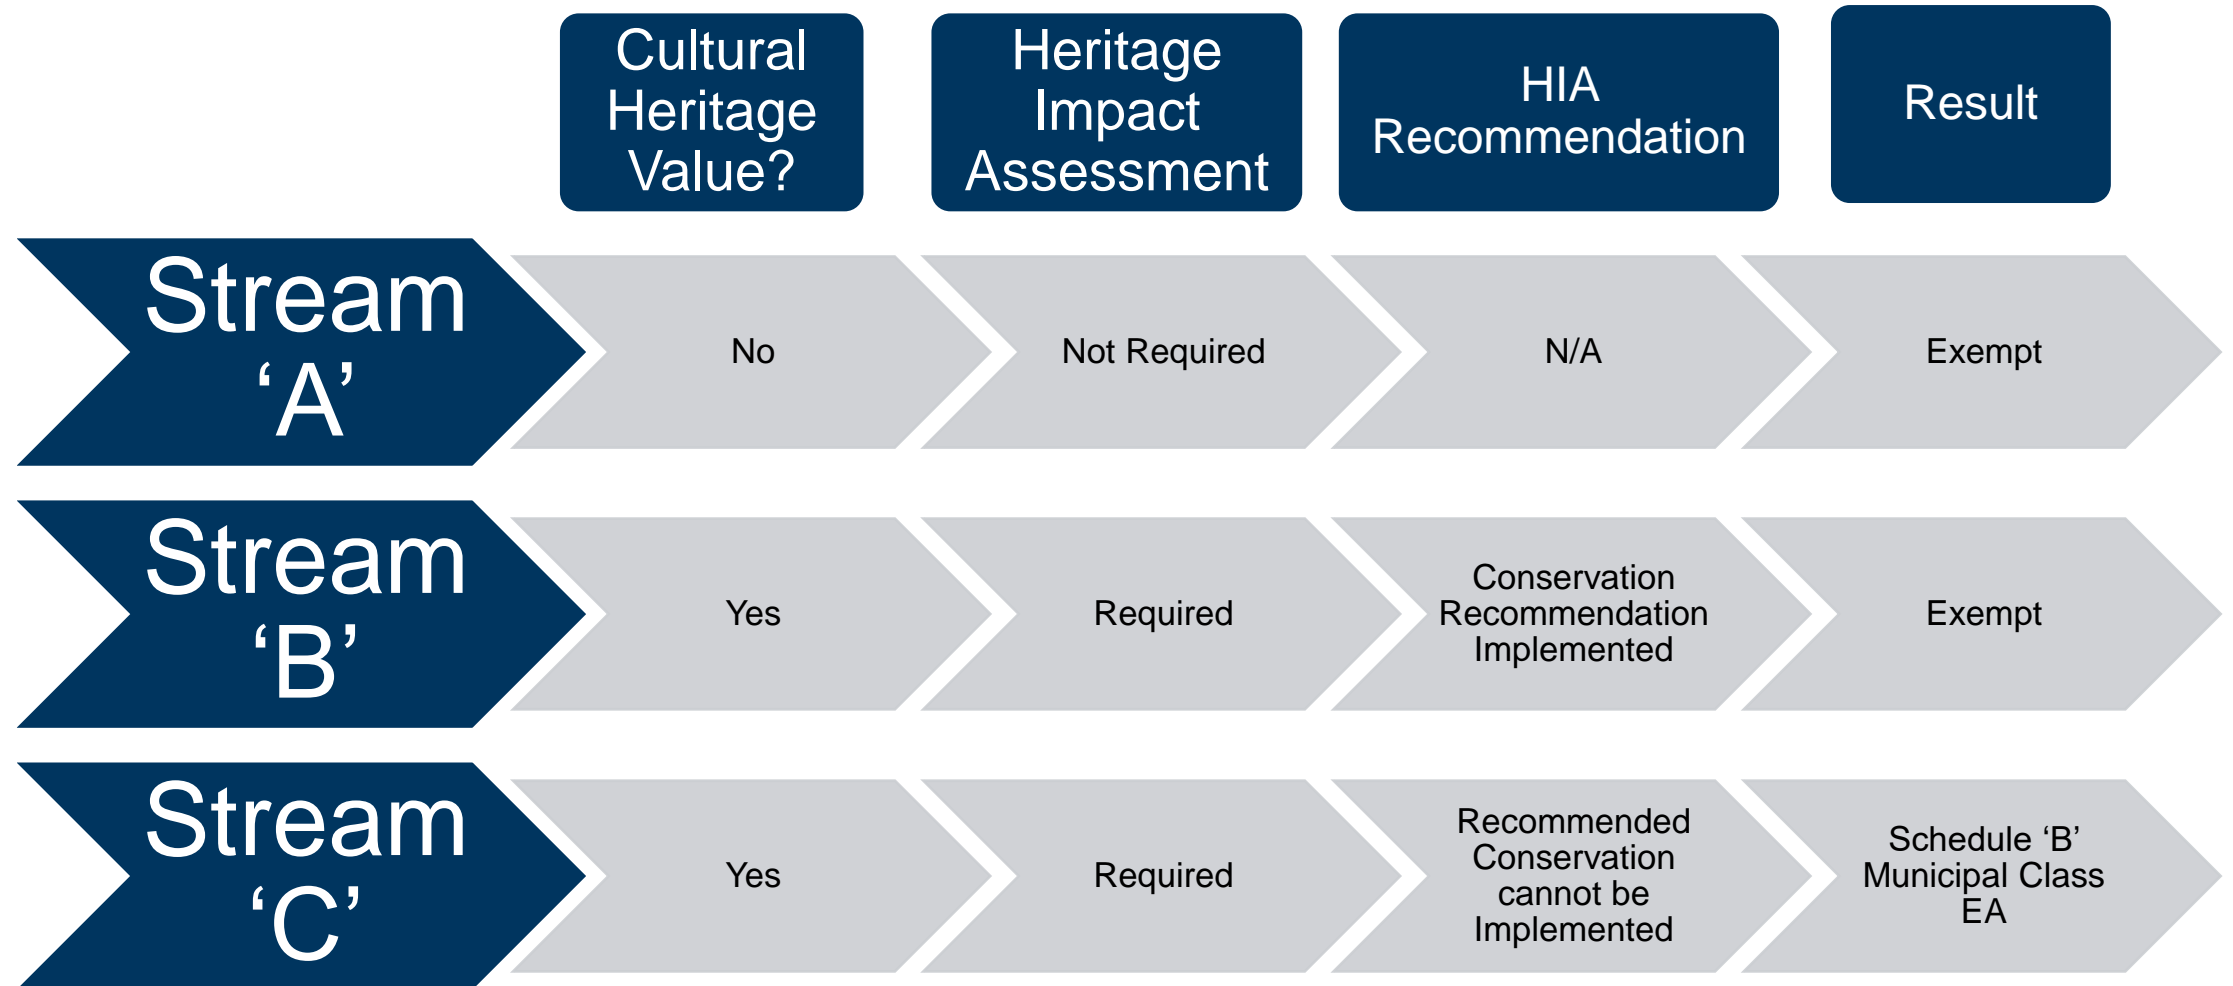 Cultural
Heritage
Value?
Heritage
Impact
Assessment
HIA
Recommendation
Result
Stream
‘A’
No
Not Required
N/A
Exempt
Stream
‘B’
Yes
Required
Conservation
Recommendation
Implemented
Exempt
Stream
‘C’
Yes
Required
Recommended
Conservation
cannot be
Implemented
Schedule ‘B’
Municipal Class
EA